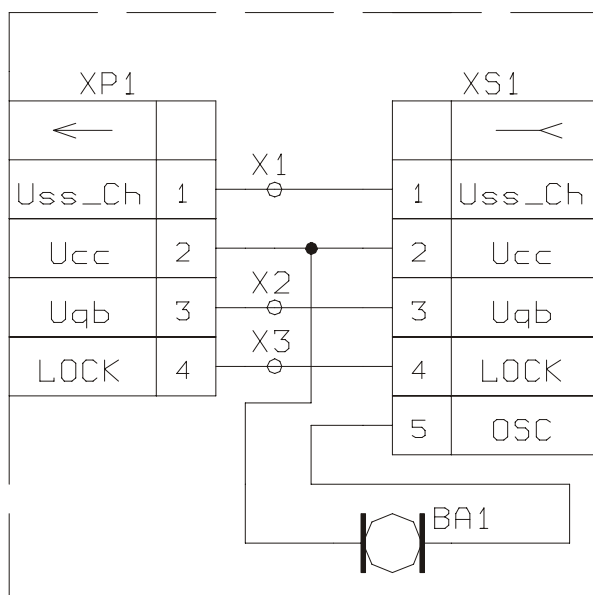 XP1 XS1
X1
Uss_Ch 1 1 Uss_Ch
Ucc 2 2 Ucc
X2
Uqb 3 3 Uqb
X3
LOCK 4 4 LOCK
5 OSC
BA1